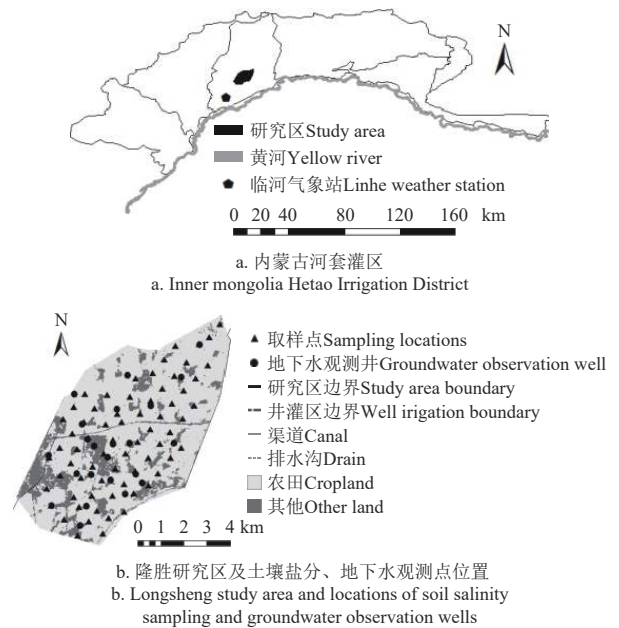 N
研究区Study area
黄河Yellow river
临河气象站Linhe weather station
0 20 40 80 120 160 km
a. 内蒙古河套灌区
a. Inner mongolia Hetao Irrigation District
N
取样点Sampling locations
地下水观测井Groundwater observation well
研究区边界Study area boundary
井灌区边界Well irigation boundary
渠道Canal
排水沟Drain
农田Cropland
其他Other land
0 1 2 3 4 km
b. 隆胜研究区及土壤盐分、地下水观测点位置
b. Longsheng study area and locations of soil salinity
sampling and groundwater observation wells